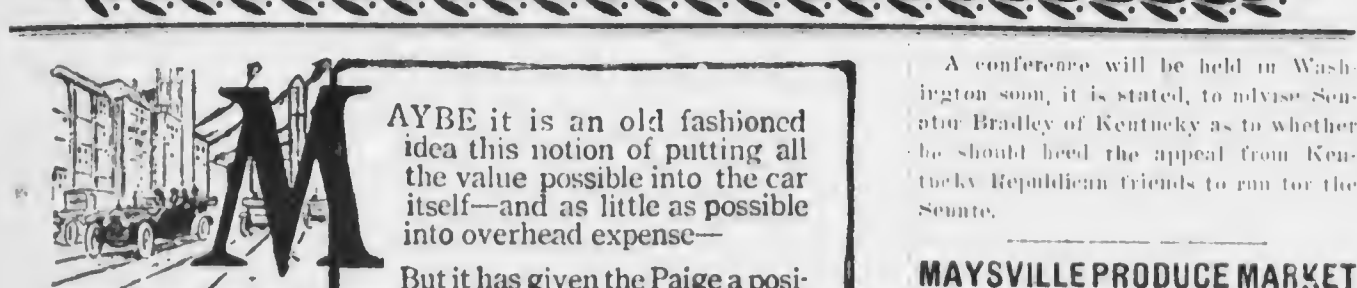 MAYBE it is an old fashioned
idea this notion of putting all
the value possible into the car
itself—and as little as possible
into overhead expense—
But it has given the Paige a posi-
A conference will be held in Wash-
ington soon, it is stated, to advise Sen-
ator Bradley of Kentucky as to whether
he should heed the appeal from Ken-
tucky Republican friends to run for the
Senate.
MAYSVILLE PRODUCE MARKET